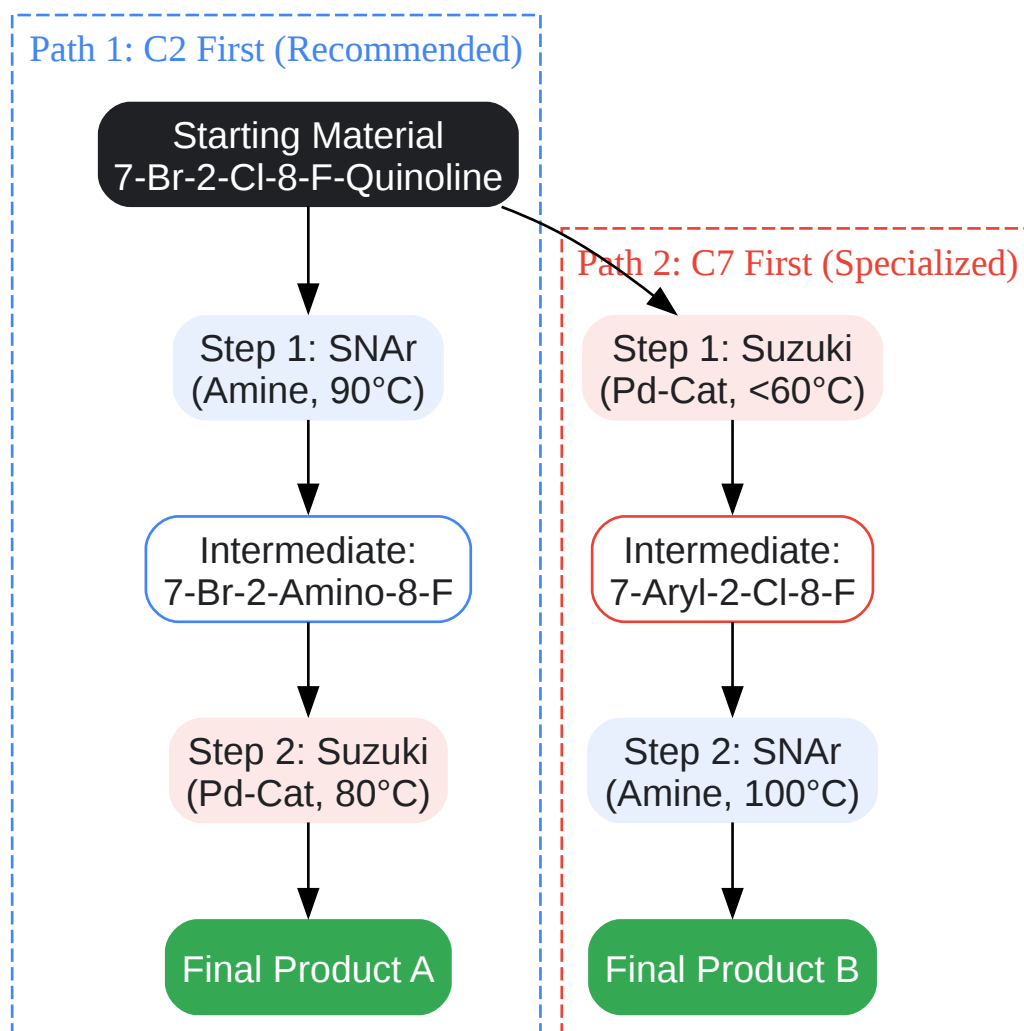 Path 1: C2 First (Recommended)
Starting Material
7-Br-2-Cl-8-F-Quinoline
Step 1: SNAr
(Amine, 90°C)
Intermediate:
7-Br-2-Amino-8-F
Step 2: Suzuki
(Pd-Cat, 80°C)
Final Product A
Path 2: C7 First (Specialized)
Step 1: Suzuki
(Pd-Cat, <60°C)
Intermediate:
7-Aryl-2-Cl-8-F
Step 2: SNAr
(Amine, 100°C)
Final Product B